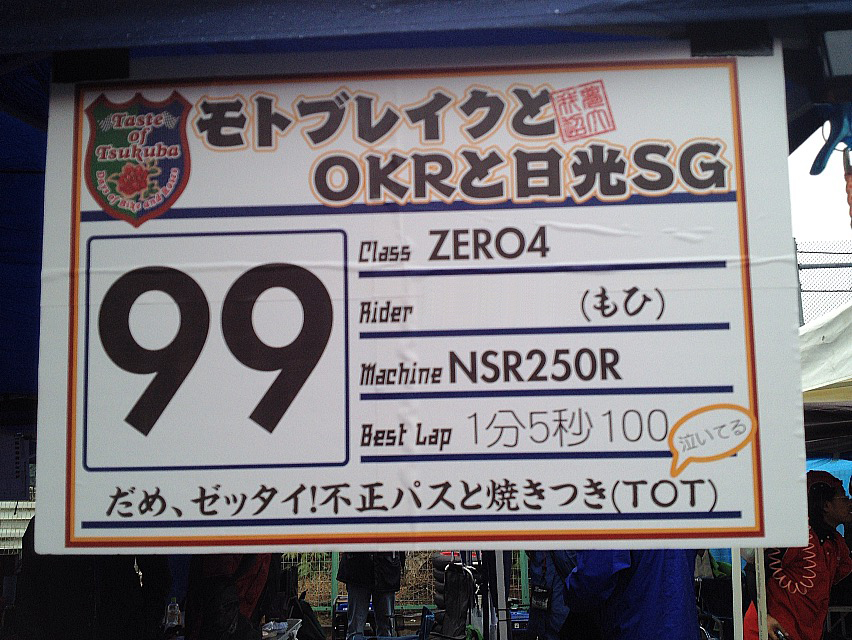 Taste
of
Tsukuba
モトブレイクと
OKRと日光SG
99
Class ZERO4
Rider (もひ)
Machine NSR250R
Best Lap 1分5秒100
泣いてる
だめ、ゼッタイ!不正パスと焼きつき(TOT)